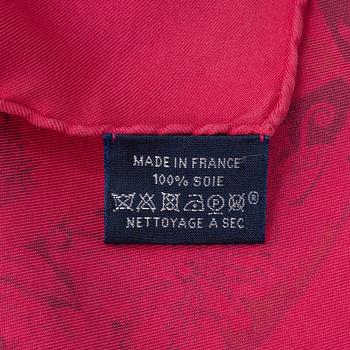 MADE IN FRANCE
100% SOIE
®
NETTOYAGE A SEC